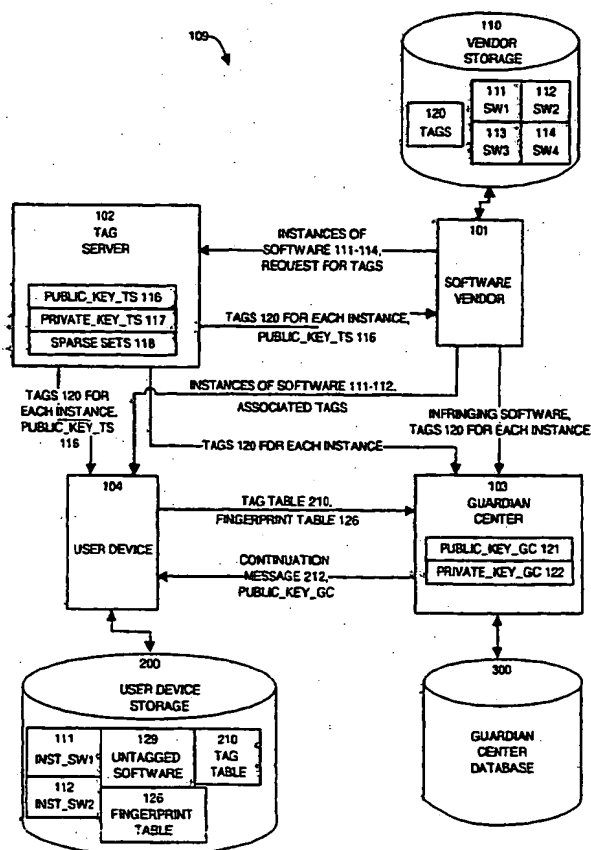 109
110
VENDOR
STORAGE
120
TAGS
111
SW1
112
SW2
113
SW3
114
SW4
102
TAG
SERVER
PUBLIC_KEY_TS 116
PRIVATE_KEY_TS 117
SPARSE SETS 118
INSTANCES OF
SOFTWARE 111-114,
REQUEST FOR TAGS
101
SOFTWARE
VENDOR
TAGS 120 FOR EACH INSTANCE,
PUBLIC_KEY_TS 116
TAGS 120 FOR
EACH INSTANCE,
PUBLIC_KEY_TS
116
INSTANCES OF SOFTWARE 111-112,
ASSOCIATED TAGS
INFRINGING SOFTWARE,
TAGS 120 FOR EACH INSTANCE
TAGS 120 FOR EACH INSTANCE
104
USER DEVICE
TAG TABLE 210,
FINGERPRINT TABLE 126
CONTINUATION
MESSAGE 212,
PUBLIC_KEY_GC
103
GUARDIAN
CENTER
PUBLIC_KEY_GC 121
PRIVATE_KEY_GC 122
200
USER DEVICE
STORAGE
111
INST_SW1
129
UNTAGGED
SOFTWARE
210
TAG
TABLE
112
INST_SW2
126
FINGERPRINT
TABLE
300
GUARDIAN
CENTER
DATABASE